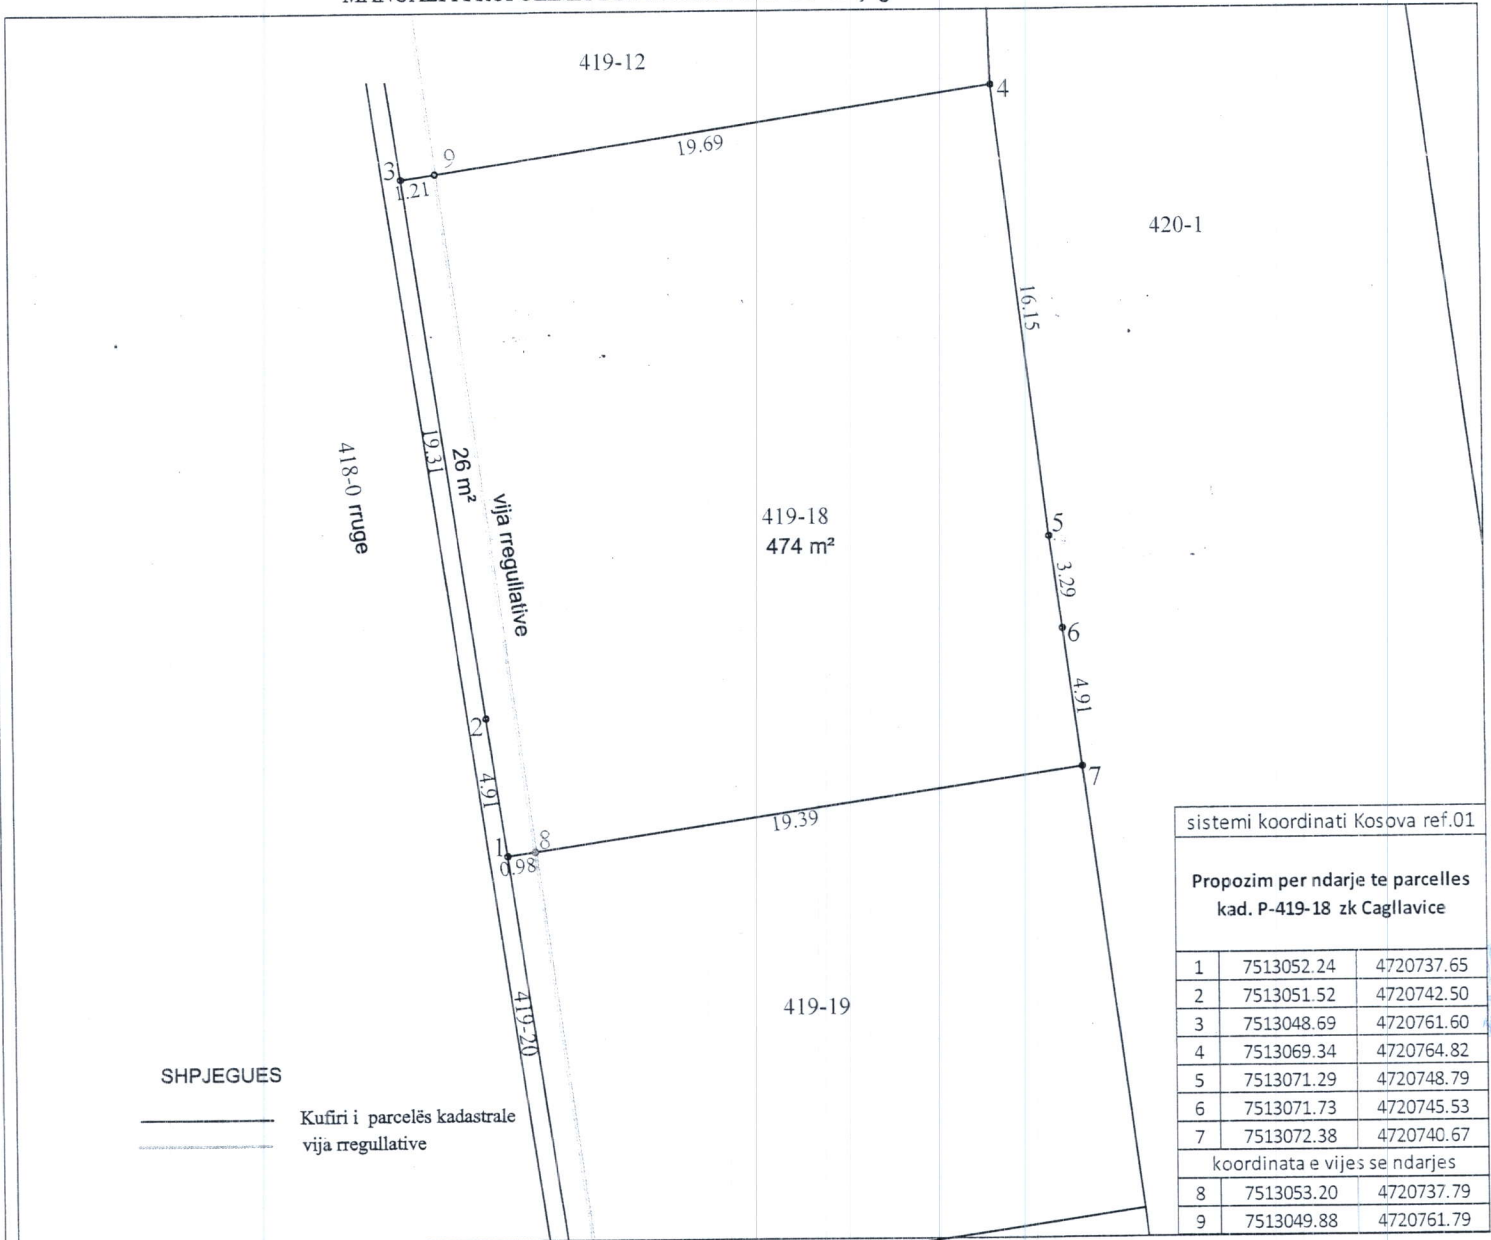 419-12
4
19.69
9
3
1.21
420-1
16.15
19.31
26 m²
418-0 rruge
vija rregullative
419-18
474 m²
5
3.29
6
4.91
2
4.91
7
19.39
8
1
0.98
419-20
419-19
sistemi koordinati Kosova ref.01
Propozim per ndarje te parcelles
kad. P-419-18 zk Cagllavice
1 7513052.24 4720737.65
2 7513051.52 4720742.50
3 7513048.69 4720761.60
4 7513069.34 4720764.82
5 7513071.29 4720748.79
6 7513071.73 4720745.53
7 7513072.38 4720740.67
koordinata e vijes se ndarjes
8 7513053.20 4720737.79
9 7513049.88 4720761.79
SHPJEGUES
Kufiri i parcelës kadastrale
vija rregullative